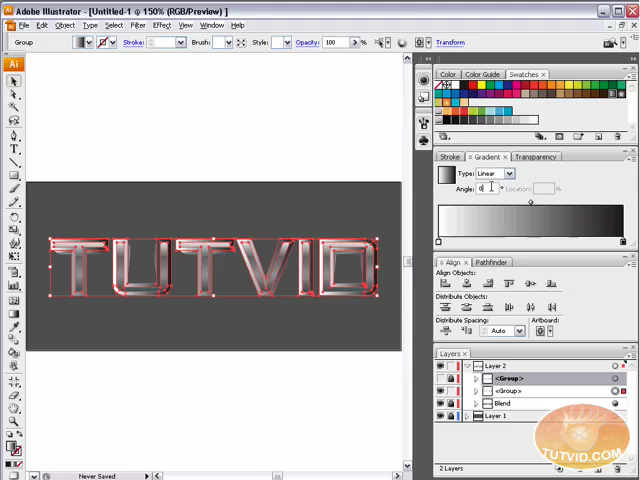 Adobe Illustrator - [Untitled-1 @ 150% (RGB/Preview) ]
File Edit Object Type Select Filter Effect View Window Help
Group Stroke: Brush: Style: Opacity: 100 % Transform
Ai
Color Color Guide Swatches
Stroke Gradient Transparency
Type: Linear
Angle: 0 ° Location: %
TUTVID
Align Pathfinder
Align Objects:
Distribute Objects:
Distribute Spacing: Artboard:
Auto
Layers
Layer 2
<Group>
<Group>
Blend
Layer 1
2 Layers
TUTVID.COM
Never Saved